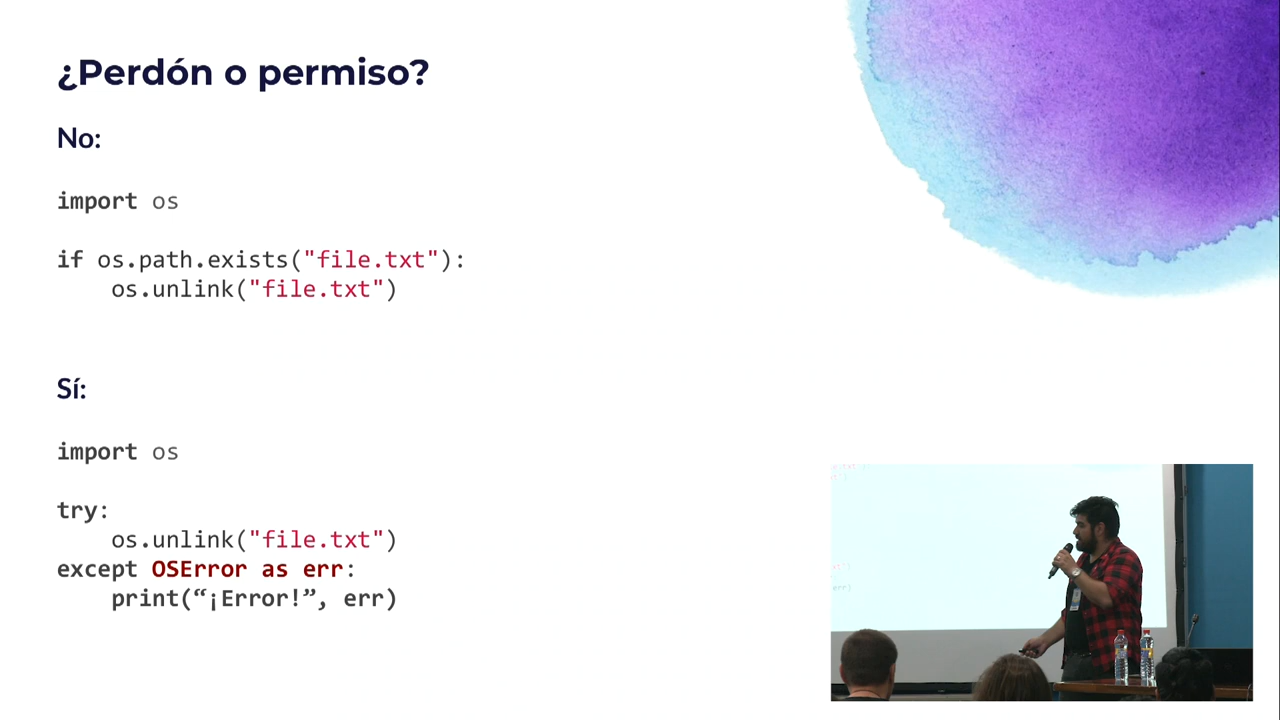 ¿Perdón o permiso?
No:
import os
if os.path.exists("file.txt"):
    os.unlink("file.txt")
Sí:
import os
try:
    os.unlink("file.txt")
except OSError as err:
    print(“¡Error!”, err)